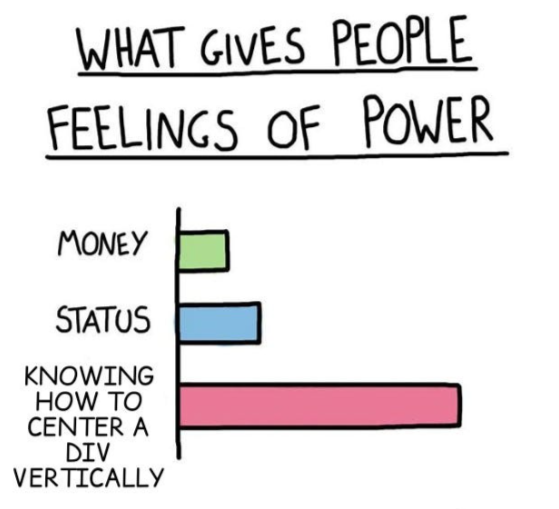 WHAT GIVES PEOPLE
FEELINGS OF POWER
MONEY
STATUS
KNOWING
HOW TO
CENTER A
DIV
VERTICALLY